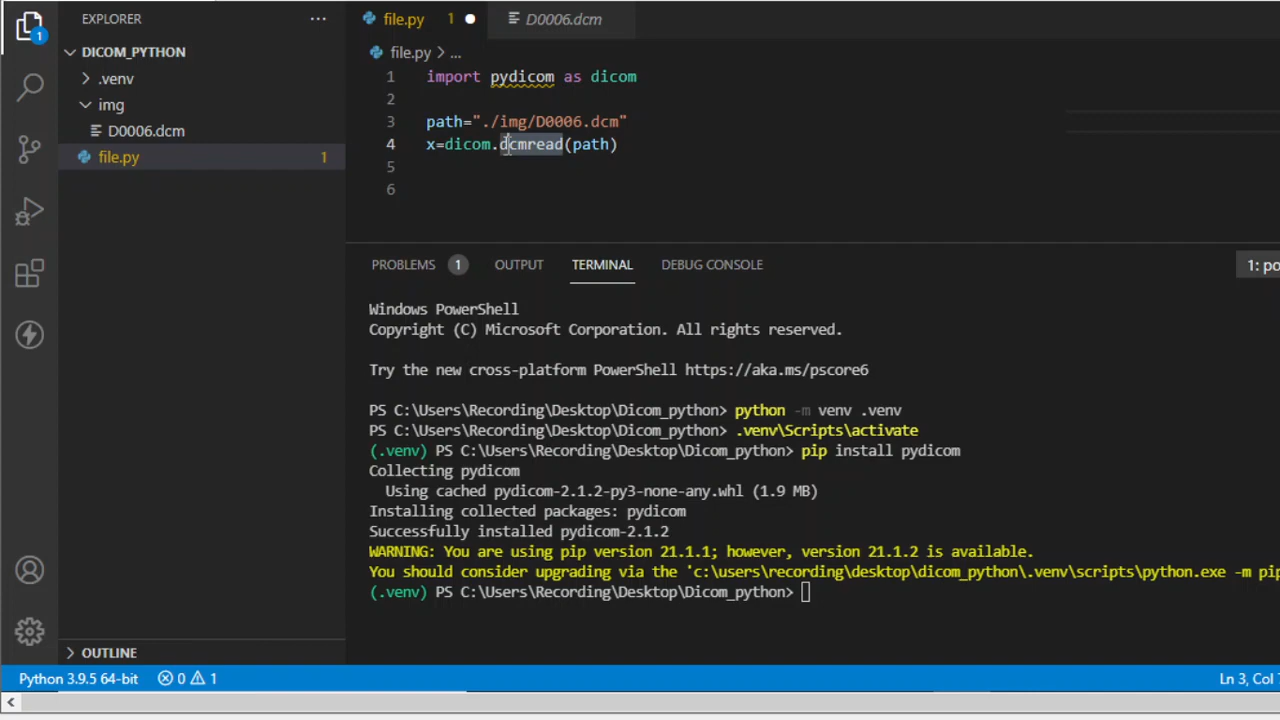 EXPLORER ...
DICOM_PYTHON
> .venv
img
D0006.dcm
file.py 1
1
file.py 1
D0006.dcm
file.py > ...
1 import pydicom as dicom
2
3 path="./img/D0006.dcm"
4 x=dicom.dcmread(path)
5
6
PROBLEMS 1 OUTPUT TERMINAL DEBUG CONSOLE 1: po
Windows PowerShell
Copyright (C) Microsoft Corporation. All rights reserved.
Try the new cross-platform PowerShell https://aka.ms/pscore6
PS C:\Users\Recording\Desktop\Dicom_python> python -m venv .venv
PS C:\Users\Recording\Desktop\Dicom_python> .venv\Scripts\activate
(.venv) PS C:\Users\Recording\Desktop\Dicom_python> pip install pydicom
Collecting pydicom
Using cached pydicom-2.1.2-py3-none-any.whl (1.9 MB)
Installing collected packages: pydicom
Successfully installed pydicom-2.1.2
WARNING: You are using pip version 21.1.1; however, version 21.1.2 is available.
You should consider upgrading via the 'c:\users\recording\desktop\dicom_python\.venv\scripts\python.exe -m pip
(.venv) PS C:\Users\Recording\Desktop\Dicom_python>
> OUTLINE
Python 3.9.5 64-bit 0 1 Ln 3, Col